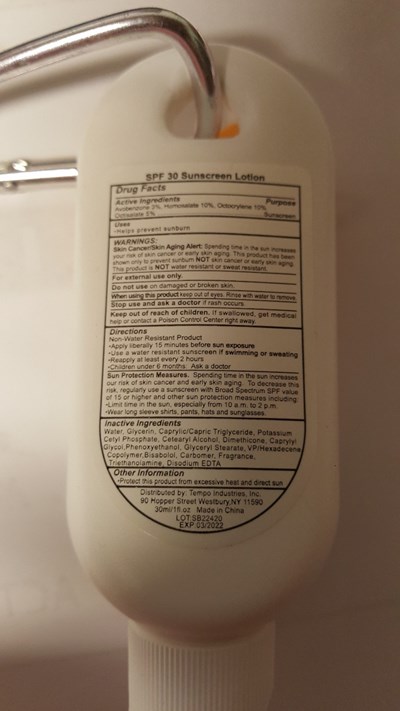 SPF 30 Sunscreen Lotion
Drug Facts
Active Ingredients Purpose
Avobenzone 3%, Homosalate 10%, Octocrylene 10%,
Octisalate 5% Sunscreen
Uses
•Helps prevent sunburn
WARNINGS:
Skin Cancer/Skin Aging Alert: Spending time in the sun increases
your risk of skin cancer or early skin aging. This product has been
shown only to prevent sunburn NOT skin cancer or early skin aging.
This product is NOT water resistant or sweat resistant.
For external use only.
Do not use on damaged or broken skin.
When using this product keep out of eyes. Rinse with water to remove.
Stop use and ask a doctor if rash occurs.
Keep out of reach of children. If swallowed, get medical
help or contact a Poison Control Center right away.
Directions
Non-Water Resistant Product
•Apply liberally 15 minutes before sun exposure
•Use a water resistant sunscreen if swimming or sweating
•Reapply at least every 2 hours
•Children under 6 months: Ask a doctor
Sun Protection Measures. Spending time in the sun increases
our risk of skin cancer and early skin aging. To decrease this
risk, regularly use a sunscreen with Broad Spectrum SPF value
of 15 or higher and other sun protection measures including:
•Limit time in the sun, especially from 10 a.m. to 2 p.m.
•Wear long sleeve shirts, pants, hats and sunglasses
Inactive Ingredients
Water, Glycerin, Caprylic/Capric Triglyceride, Potassium
Cetyl Phosphate, Cetearyl Alcohol, Dimethicone, Caprylyl
Glycol,Phenoxyethanol, Glyceryl Stearate, VP/Hexadecene
Copolymer,Bisabolol, Carbomer, Fragrance,
Triethanolamine, Disodium EDTA
Other Information
•Protect this product from excessive heat and direct sun
Distributed by: Tempo Industries, Inc.
90 Hopper Street Westbury,NY 11590
30ml/1fl.oz Made in China
LOT:SB22420
EXP:03/2022